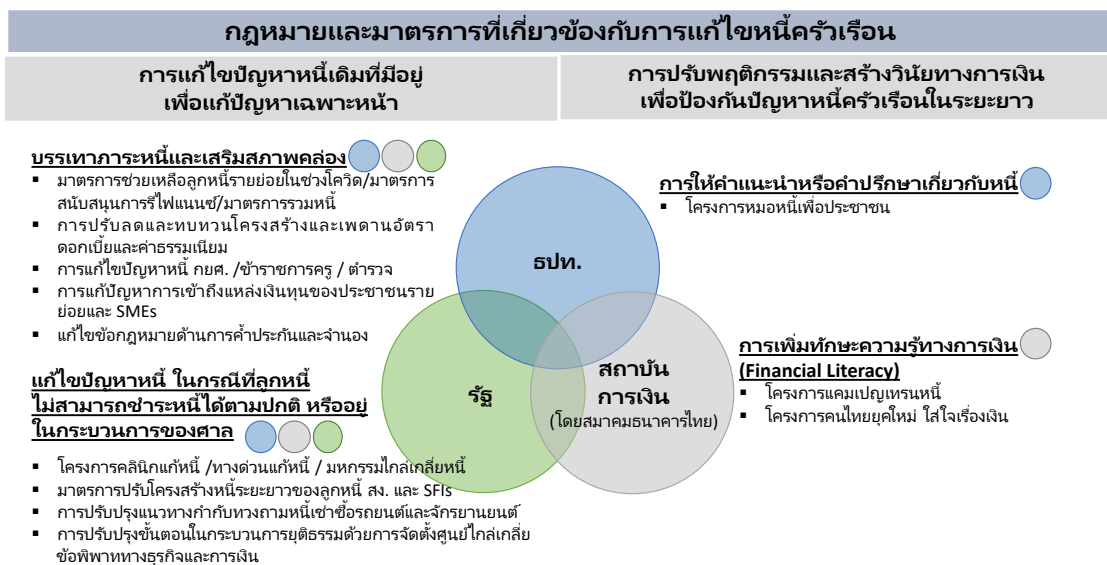 กฎหมายและมาตรการที่เกี่ยวข้องกับการแก้ไขหนี้ครัวเรือน
การแก้ไขปัญหาหนี้เดิมที่มีอยู่
เพื่อแก้ปัญหาเฉพาะหน้า
การปรับพฤติกรรมและสร้างวินัยทางการเงิน
เพื่อป้องกันปัญหาหนี้ครัวเรือนในระยะยาว
บรรเทาภาระหนี้และเสริมสภาพคล่อง
▪ มาตรการช่วยเหลือลูกหนี้รายย่อยในช่วงโควิด/มาตรการ
สนับสนุนการรีไฟแนนซ์/มาตรการรวมหนี้
▪ การปรับลดและทบทวนโครงสร้างและเพดานอัตรา
ดอกเบี้ยและค่าธรรมเนียม
▪ การแก้ไขปัญหาหนี้ กยศ. /ข้าราชการครู / ตำรวจ
▪ การแก้ปัญหาการเข้าถึงแหล่งเงินทุนของประชาชนราย
ย่อยและ SMEs
▪ แก้ไขข้อกฎหมายด้านการค้ำประกันและจำนอง
แก้ไขปัญหาหนี้ ในกรณีที่ลูกหนี้
ไม่สามารถชำระหนี้ได้ตามปกติ หรืออยู่
ในกระบวนการของศาล
▪ โครงการคลินิกแก้หนี้ /ทางด่วนแก้หนี้ / มหกรรมไกล่เกลี่ยหนี้
▪ มาตรการปรับโครงสร้างหนี้ระยะยาวของลูกหนี้ สง. และ SFIs
▪ การปรับปรุงแนวทางกำกับทวงถามหนี้เช่าซื้อรถยนต์และจักรยานยนต์
▪ การปรับปรุงขั้นตอนในกระบวนการยุติธรรมด้วยการจัดตั้งศูนย์ไกล่เกลี่ย
ข้อพิพาททางธุรกิจและการเงิน
ธปท.
รัฐ
สถาบัน
การเงิน
(โดยสมาคมธนาคารไทย)
การให้คำแนะนำหรือคำปรึกษาเกี่ยวกับหนี้
▪ โครงการหมอหนี้เพื่อประชาชน
การเพิ่มทักษะความรู้ทางการเงิน
(Financial Literacy)
▪ โครงการแคมเปญเทรนหนี้
▪ โครงการคนไทยยุคใหม่ ใส่ใจเรื่องเงิน